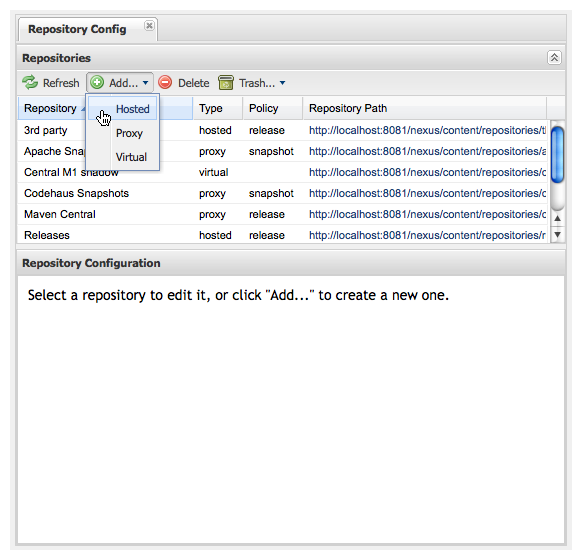 Repository Config
Repositories
Refresh Add... Delete Trash...
Repository Type Policy Repository Path
Hosted
Proxy
Virtual
3rd party hosted release http://localhost:8081/nexus/content/repositories/t
Apache Sna proxy snapshot http://localhost:8081/nexus/content/repositories/a
Central M1 shadow virtual http://localhost:8081/nexus/content/repositories/c
Codehaus Snapshots proxy snapshot http://localhost:8081/nexus/content/repositories/c
Maven Central proxy release http://localhost:8081/nexus/content/repositories/c
Releases hosted release http://localhost:8081/nexus/content/repositories/r
Repository Configuration
Select a repository to edit it, or click "Add..." to create a new one.